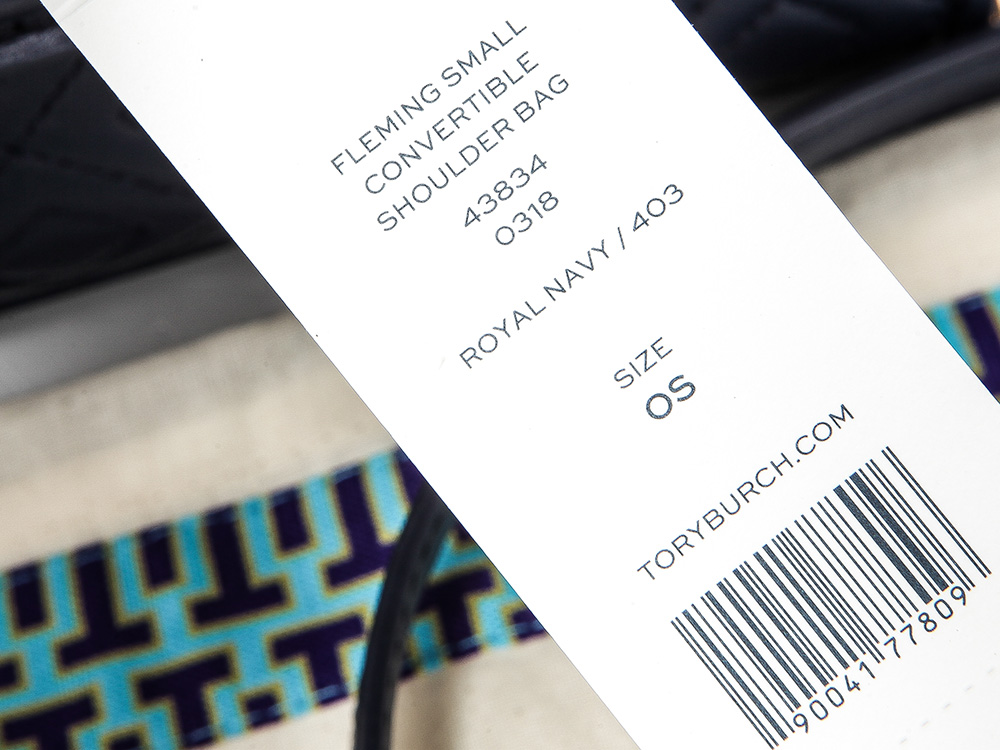 FLEMING SMALL
CONVERTIBLE
SHOULDER BAG
43834
0318
ROYAL NAVY / 403
SIZE
OS
TORYBURCH.COM
90041177809